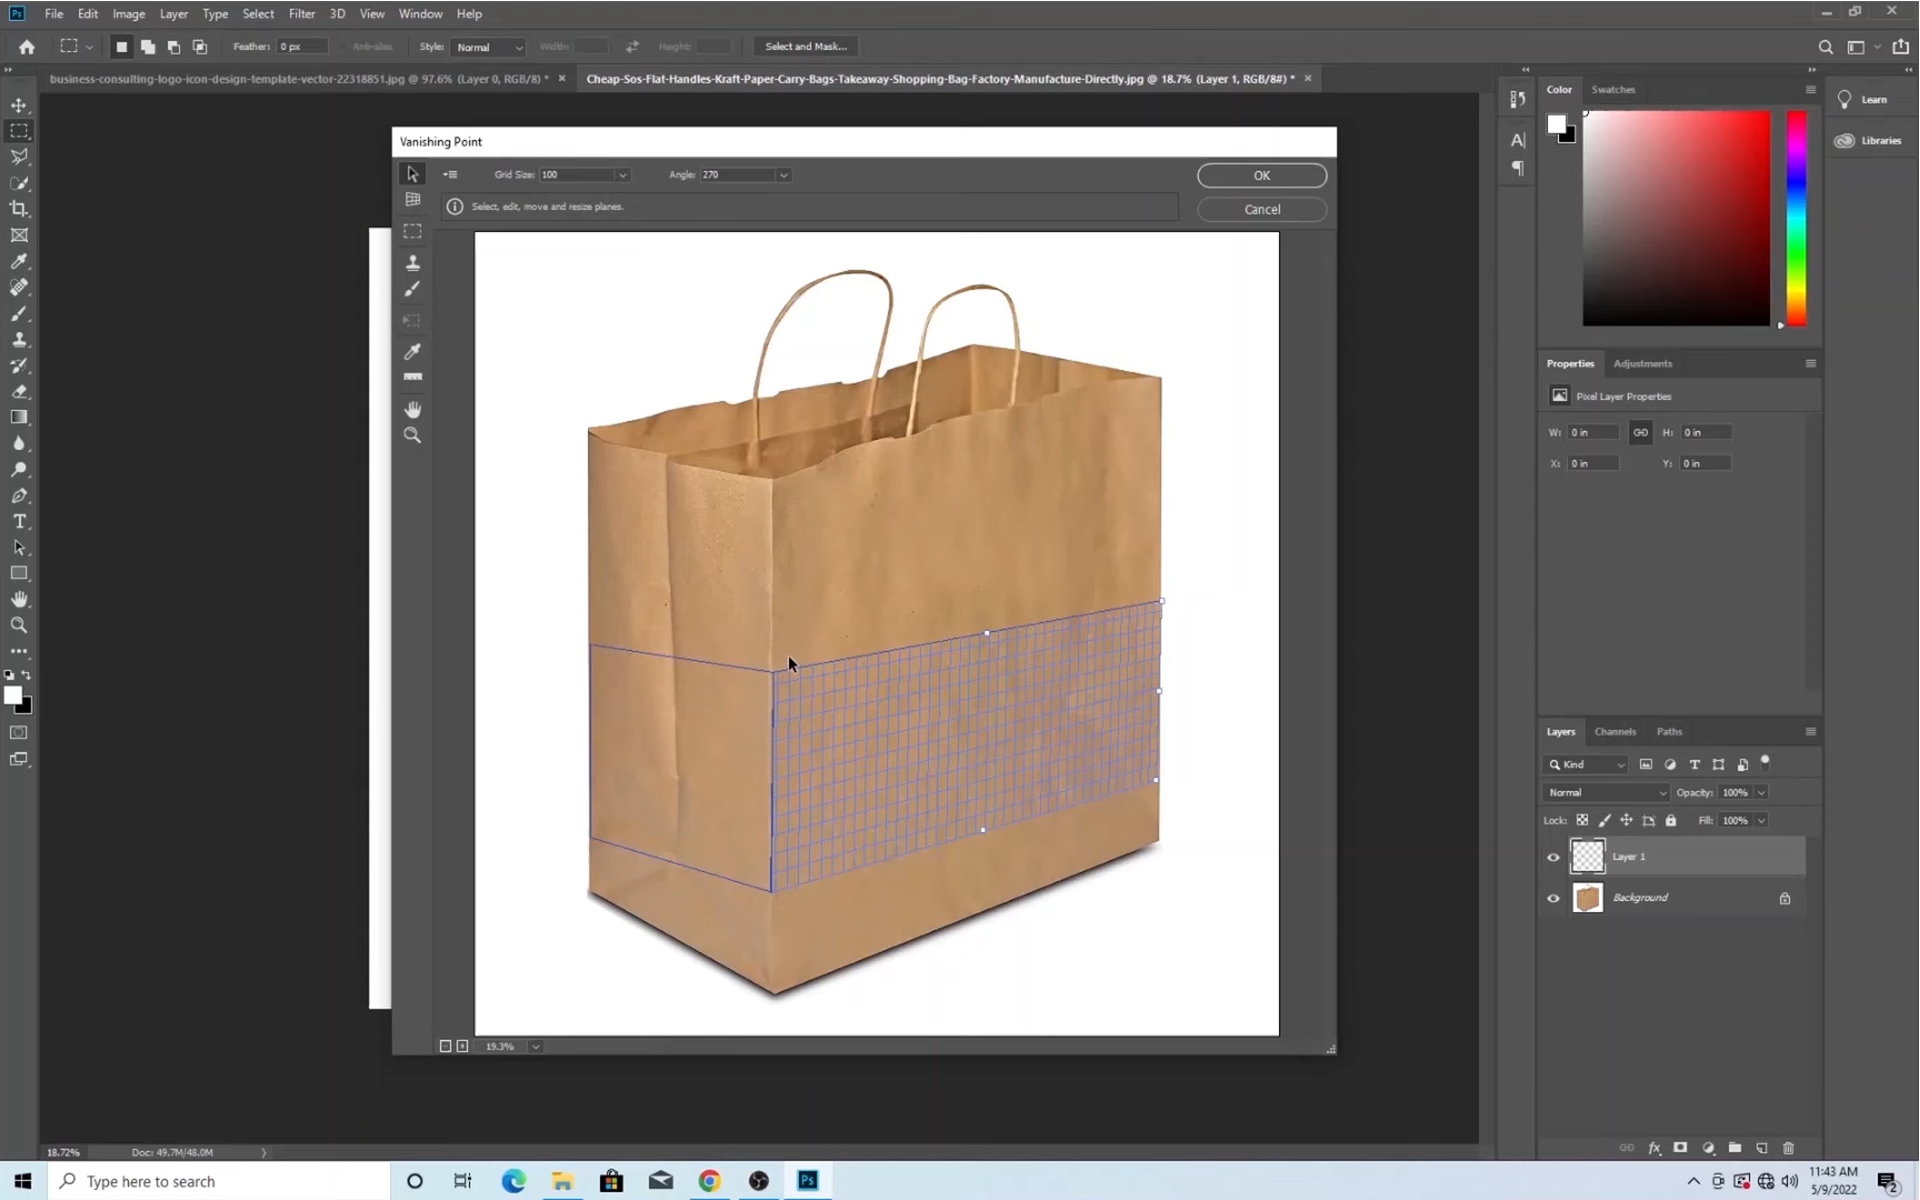 Ps File Edit Image Layer Type Select Filter 3D View Window Help
Feather: 0 px Anti-alias Style: Normal Width: Height: Select and Mask...
business-consulting-logo-icon-design-template-vector-22318851.jpg @ 97.6% (Layer 0, RGB/8) * × Cheap-Sos-Flat-Handles-Kraft-Paper-Carry-Bags-Takeaway-Shopping-Bag-Factory-Manufacture-Directly.jpg @ 18.7% (Layer 1, RGB/8#) * ×
Color Swatches
Learn
Libraries
Vanishing Point
Grid Size: 100 Angle: 270 OK
Select, edit, move and resize planes. Cancel
Properties Adjustments
Pixel Layer Properties
W: 0 in H: 0 in
X: 0 in Y: 0 in
Layers Channels Paths
Kind
Normal Opacity: 100%
Lock: Fill: 100%
Layer 1
Background
19.3%
18.72% Doc: 49.7M/48.0M
Type here to search
Ps
11:43 AM
5/9/2022
2